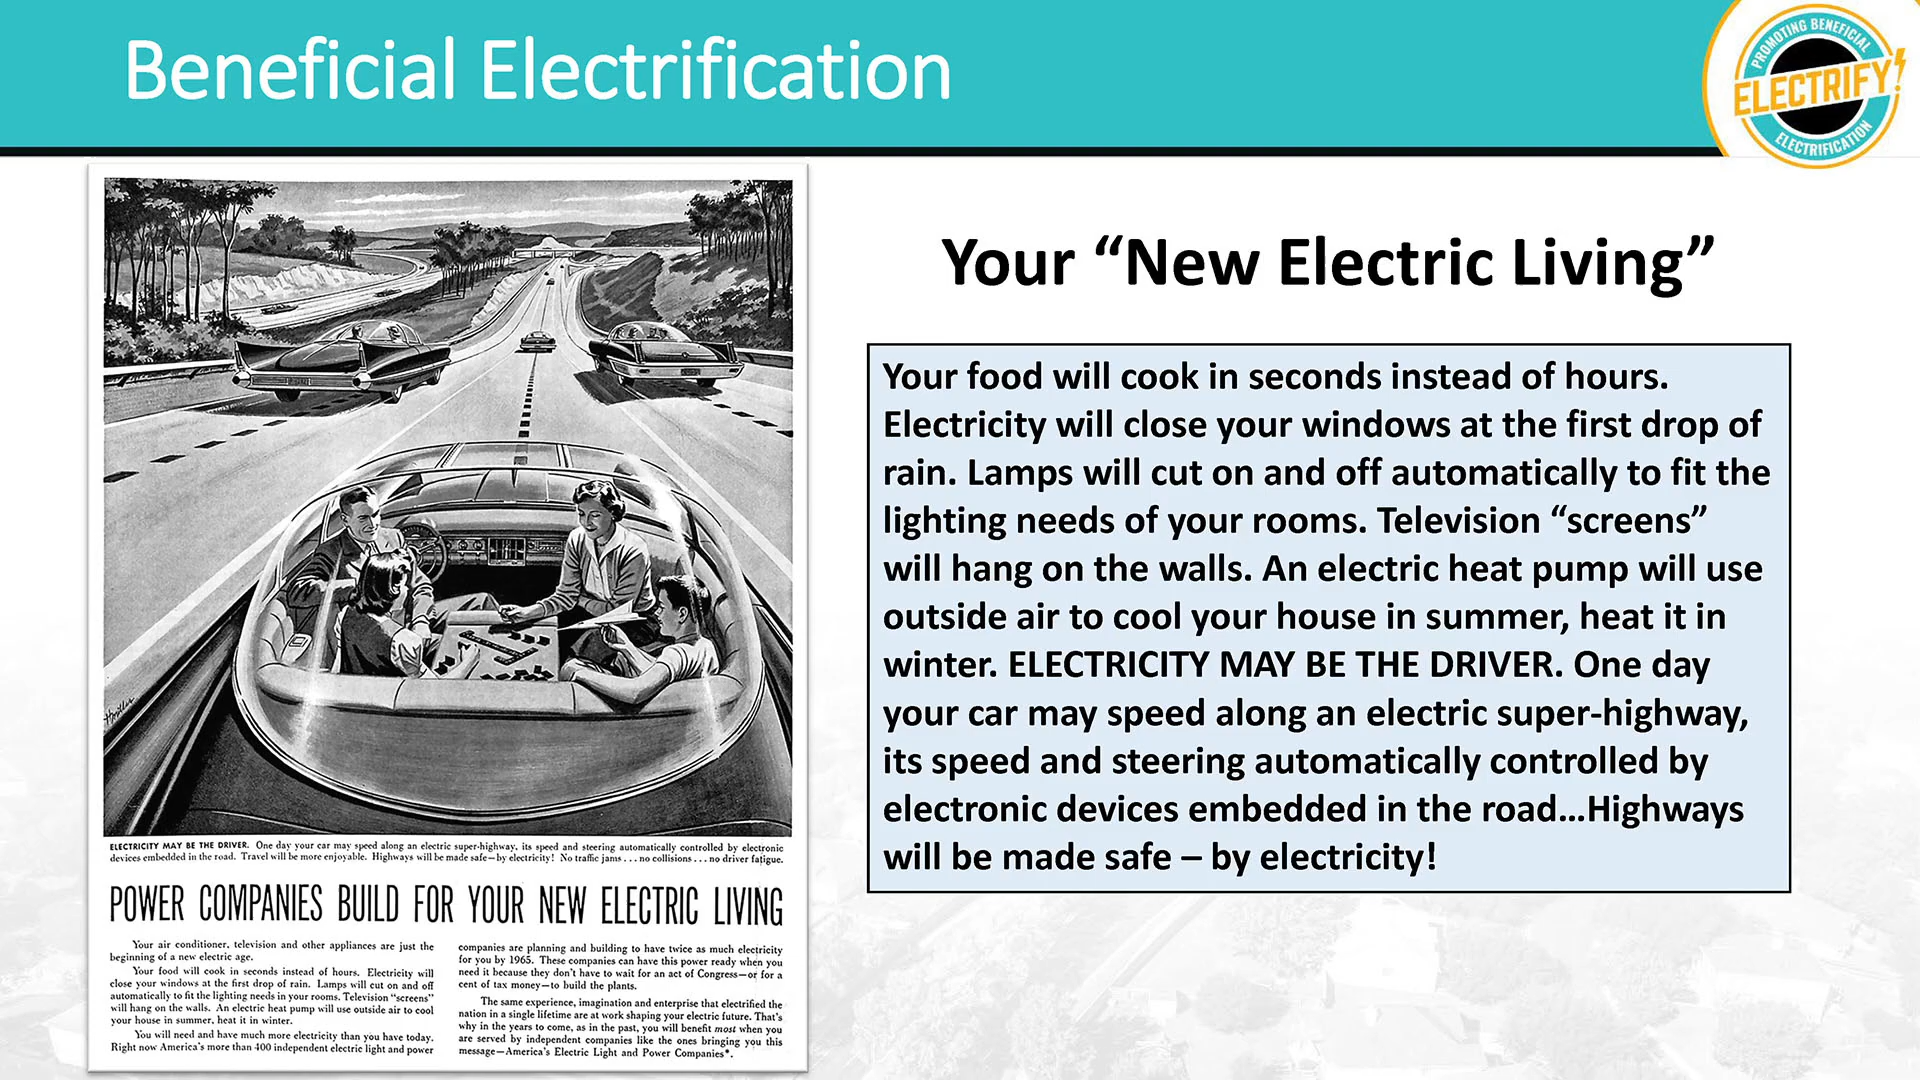 Beneficial Electrification
PROMOTING BENEFICIAL
ELECTRIFY!
ELECTRIFICATION
Your “New Electric Living”
Your food will cook in seconds instead of hours.
Electricity will close your windows at the first drop of
rain. Lamps will cut on and off automatically to fit the
lighting needs of your rooms. Television “screens”
will hang on the walls. An electric heat pump will use
outside air to cool your house in summer, heat it in
winter. ELECTRICITY MAY BE THE DRIVER. One day
your car may speed along an electric super-highway,
its speed and steering automatically controlled by
electronic devices embedded in the road...Highways
will be made safe – by electricity!
ELECTRICITY MAY BE THE DRIVER. One day your car may speed along an electric super-highway, its speed and steering automatically controlled by electronic
devices embedded in the road. Travel will be more enjoyable. Highways will be made safe—by electricity! No traffic jams . . . no collisions . . . no driver fatigue.
POWER COMPANIES BUILD FOR YOUR NEW ELECTRIC LIVING
Your air conditioner, television and other appliances are just the
beginning of a new electric age.
Your food will cook in seconds instead of hours. Electricity will
close your windows at the first drop of rain. Lamps will cut on and off
automatically to fit the lighting needs in your rooms. Television “screens”
will hang on the walls. An electric heat pump will use outside air to cool
your house in summer, heat it in winter.
You will need and have much more electricity than you have today.
Right now America's more than 400 independent electric light and power
companies are planning and building to have twice as much electricity
for you by 1965. These companies can have this power ready when you
need it because they don't have to wait for an act of Congress—or for a
cent of tax money—to build the plants.
The same experience, imagination and enterprise that electrified the
nation in a single lifetime are at work shaping your electric future. That's
why in the years to come, as in the past, you will benefit most when you
are served by independent companies like the ones bringing you this
message—America's Electric Light and Power Companies*.